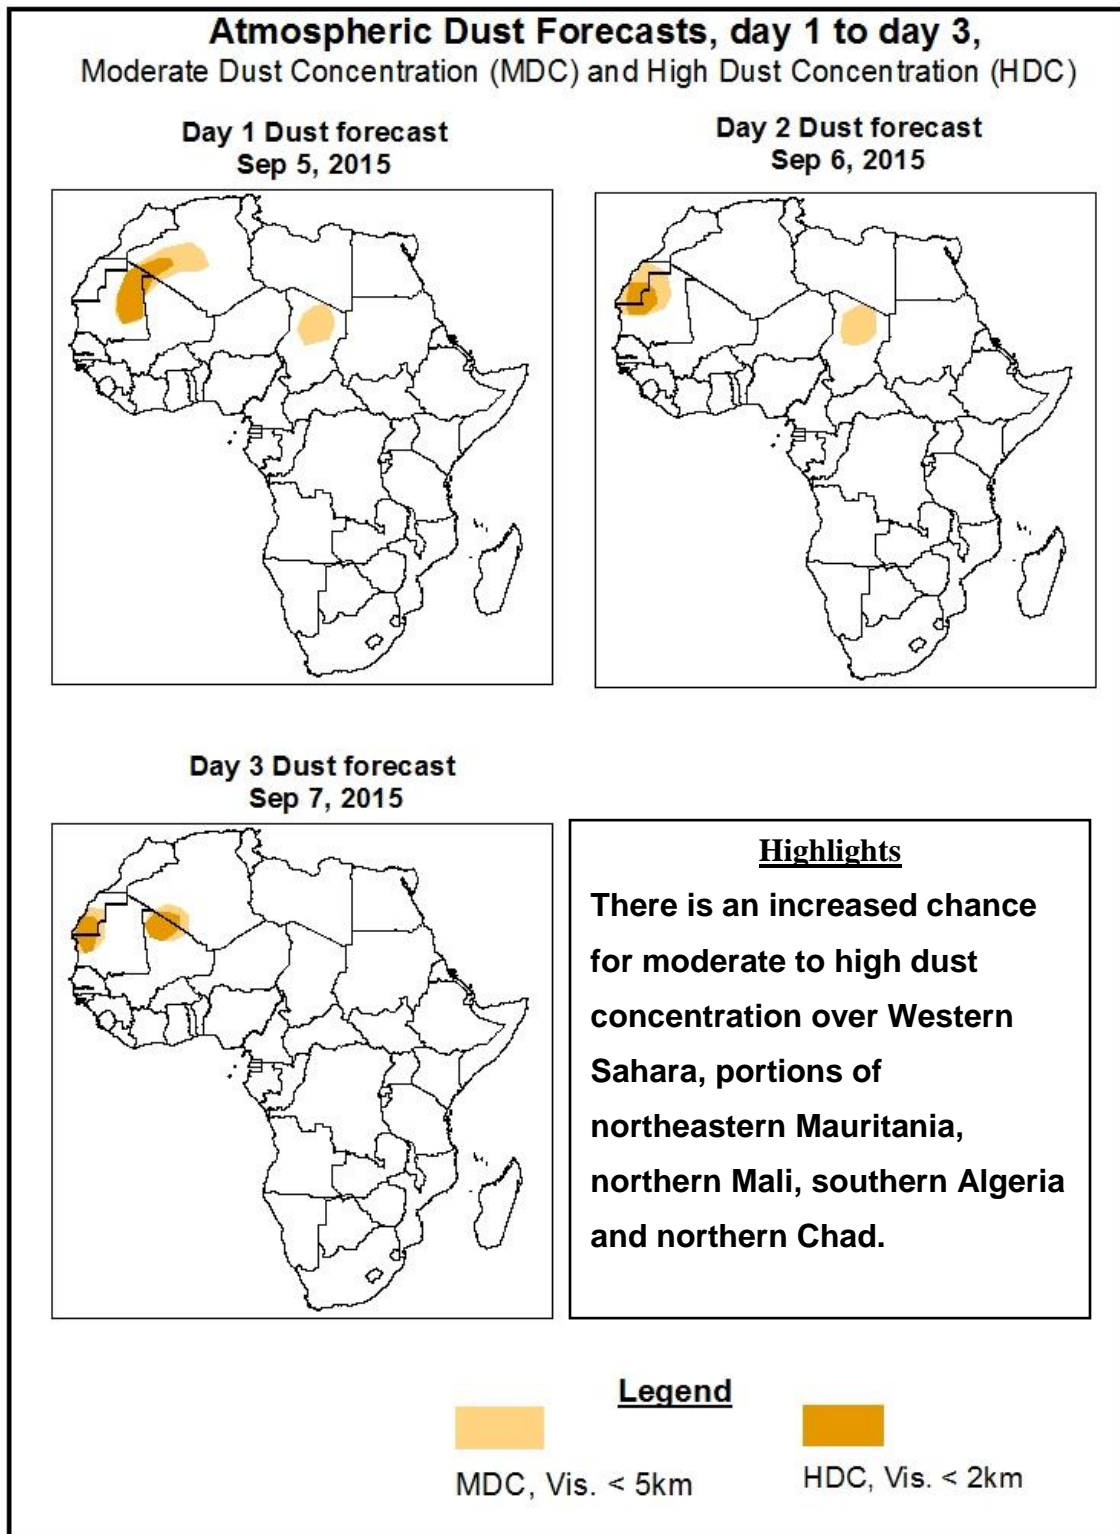 Atmospheric Dust Forecasts, day 1 to day 3,
Moderate Dust Concentration (MDC) and High Dust Concentration (HDC)
Day 1 Dust forecast
Sep 5, 2015
Day 2 Dust forecast
Sep 6, 2015
Day 3 Dust forecast
Sep 7, 2015
Highlights
There is an increased chance
for moderate to high dust
concentration over Western
Sahara, portions of
northeastern Mauritania,
northern Mali, southern Algeria
and northern Chad.
Legend
MDC, Vis. < 5km
HDC, Vis. < 2km